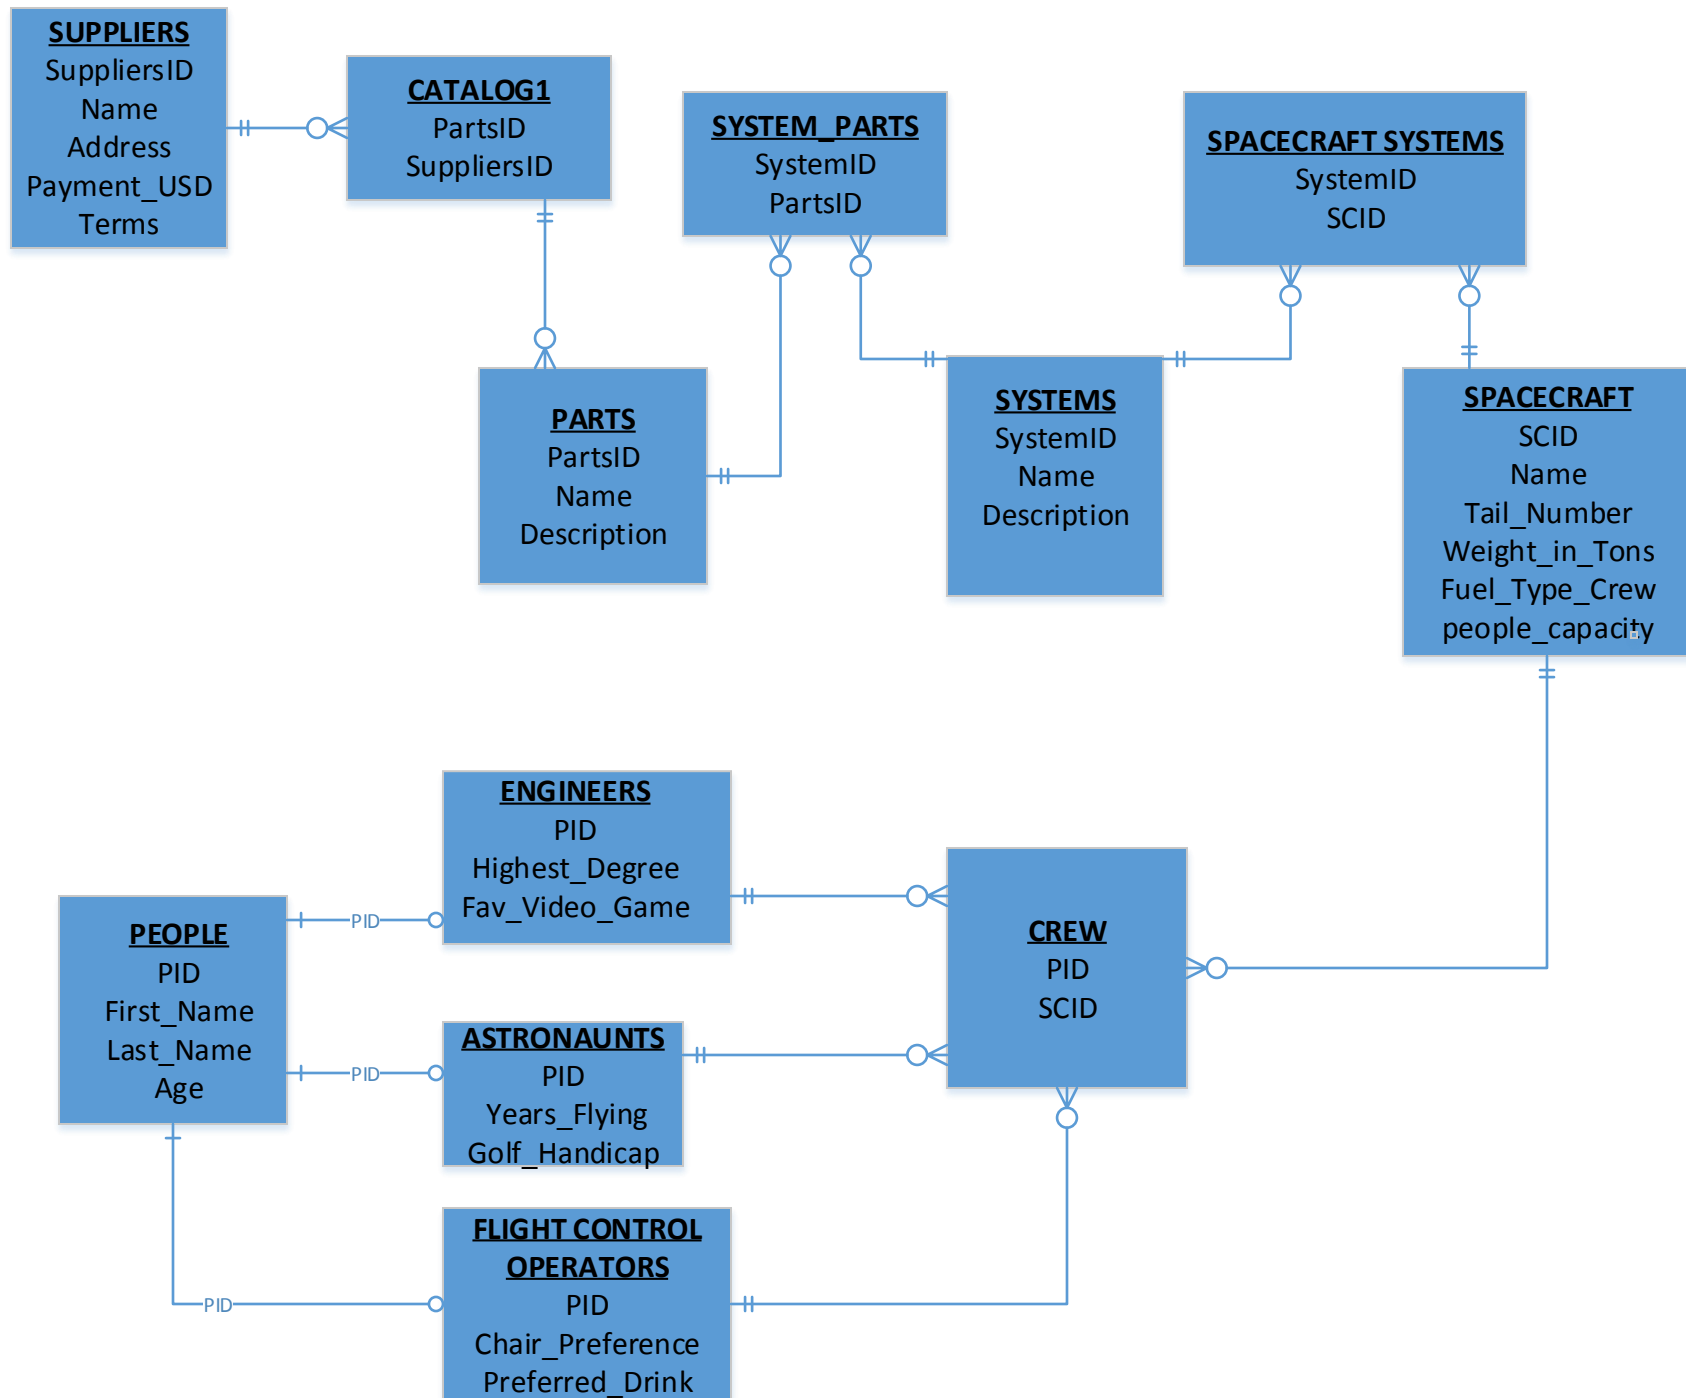 SUPPLIERS
SuppliersID
Name
Address
Payment_USD
Terms
CATALOG1
PartsID
SuppliersID
SYSTEM_PARTS
SystemID
PartsID
SPACECRAFT SYSTEMS
SystemID
SCID
PARTS
PartsID
Name
Description
SYSTEMS
SystemID
Name
Description
SPACECRAFT
SCID
Name
Tail_Number
Weight_in_Tons
Fuel_Type_Crew
people_capacity
PEOPLE
PID
First_Name
Last_Name
Age
PID
PID
PID
ENGINEERS
PID
Highest_Degree
Fav_Video_Game
ASTRONAUNTS
PID
Years_Flying
Golf_Handicap
FLIGHT CONTROL
OPERATORS
PID
Chair_Preference
Preferred_Drink
CREW
PID
SCID